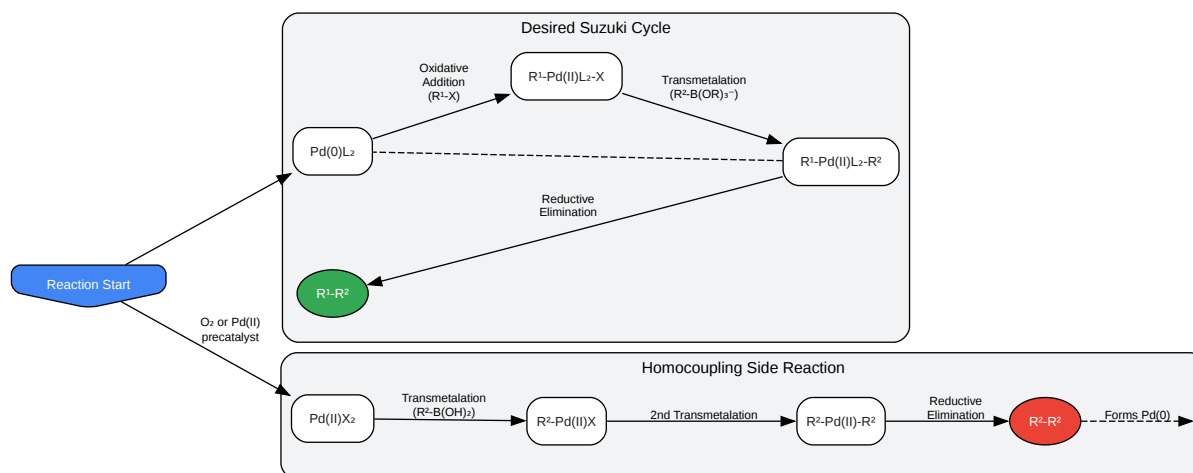 Desired Suzuki Cycle
Oxidative
Addition
(R¹-X)
R¹-Pd(II)L₂-X
Transmetalation
(R²-B(OR)₃⁻)
Pd(0)L₂
R¹-Pd(II)L₂-R²
Reductive
Elimination
Reaction Start
R¹-R²
O₂ or Pd(II)
precatalyst
Homocoupling Side Reaction
Pd(II)X₂
Transmetalation
(R²-B(OH)₂)
R²-Pd(II)X
2nd Transmetalation
R²-Pd(II)-R²
Reductive
Elimination
R²-R²
Forms Pd(0)